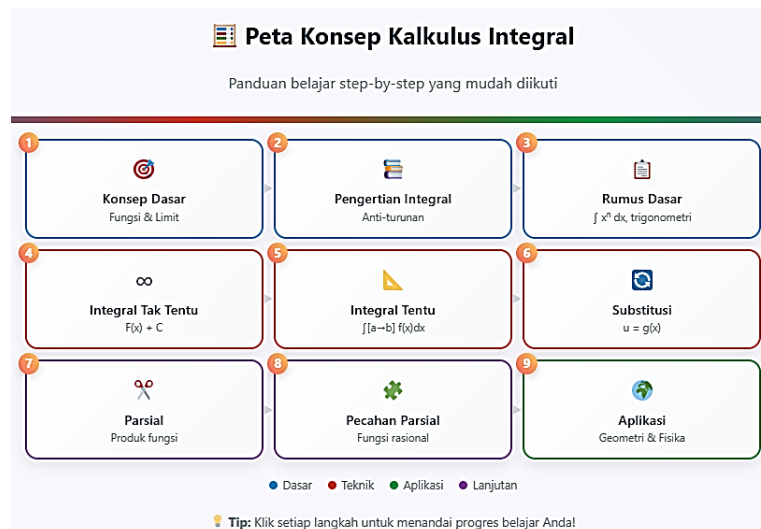 Peta Konsep Kalkulus Integral
Panduan belajar step-by-step yang mudah diikuti
1
Konsep Dasar
Fungsi & Limit
2
Pengertian Integral
Anti-turunan
3
Rumus Dasar
∫ xⁿ dx, trigonometri
4
∞
Integral Tak Tentu
F(x) + C
5
Integral Tentu
∫[a→b] f(x)dx
6
Substitusi
u = g(x)
7
Parsial
Produk fungsi
8
Pecahan Parsial
Fungsi rasional
9
Aplikasi
Geometri & Fisika
Dasar Teknik Aplikasi Lanjutan
Tip: Klik setiap langkah untuk menandai progres belajar Anda!